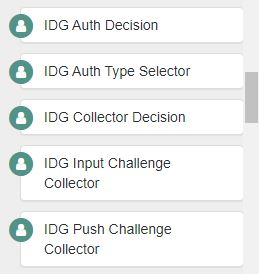 IDG Auth Decision
IDG Auth Type Selector
IDG Collector Decision
IDG Input Challenge
Collector
IDG Push Challenge
Collector